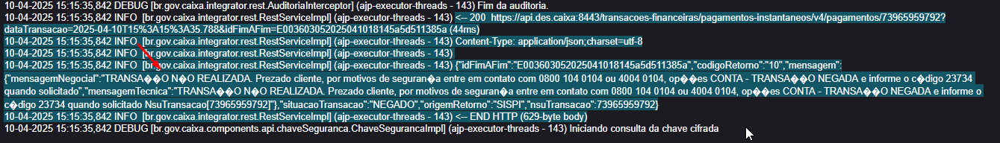 10-04-2025 15:15:35,842 DEBUG [br.gov.caixa.integrator.rest.AuditoriaInterceptor] (ajp-executor-threads - 143) Fim da auditoria.
10-04-2025 15:15:35,842 INFO [br.gov.caixa.integrator.rest.RestServiceImpl] (ajp-executor-threads - 143) <-- 200 https://api.des.caixa:8443/transacoes-financeiras/pagamentos-instantaneos/v4/pagamentos/73965959792?
dataTransacao=2025-04-10T15%3A15%3A35.788&idFimAFim=E00360305202504101814​5a5d511385a (44ms)
10-04-2025 15:15:35,842 INFO [br.gov.caixa.integrator.rest.RestServiceImpl] (ajp-executor-threads - 143) Content-Type: application/json;charset=utf-8
10-04-2025 15:15:35,842 INFO [br.gov.caixa.integrator.rest.RestServiceImpl] (ajp-executor-threads - 143)
10-04-2025 15:15:35,842 INFO [br.gov.caixa.integrator.rest.RestServiceImpl] (ajp-executor-threads - 143) {"idFimAFim":"E003603052025041018145a5d511385a","codigoRetorno":"10","mensagem":
{"mensagemNegocial":"TRANSA��O N�O REALIZADA. Prezado cliente, por motivos de seguran�a entre em contato com 0800 104 0104 ou 4004 0104, op��es CONTA - TRANSA��O NEGADA e informe o c�digo 23734
quando solicitado","mensagemTecnica":"TRANSA��O N�O REALIZADA. Prezado cliente, por motivos de seguran�a entre em contato com 0800 104 0104 ou 4004 0104, op��es CONTA - TRANSA��O NEGADA e informe o
c�digo 23734 quando solicitado NsuTransacao[73965959792]"},"situacaoTransacao":"NEGADO","origemRetorno":"SISPI","nsuTransacao":73965959792}
10-04-2025 15:15:35,842 INFO [br.gov.caixa.integrator.rest.RestServiceImpl] (ajp-executor-threads - 143) <-- END HTTP (629-byte body)
10-04-2025 15:15:35,842 DEBUG [br.gov.caixa.components.api.chaveSeguranca.ChaveSegurancaImpl] (ajp-executor-threads - 143) Iniciando consulta da chave cifrada